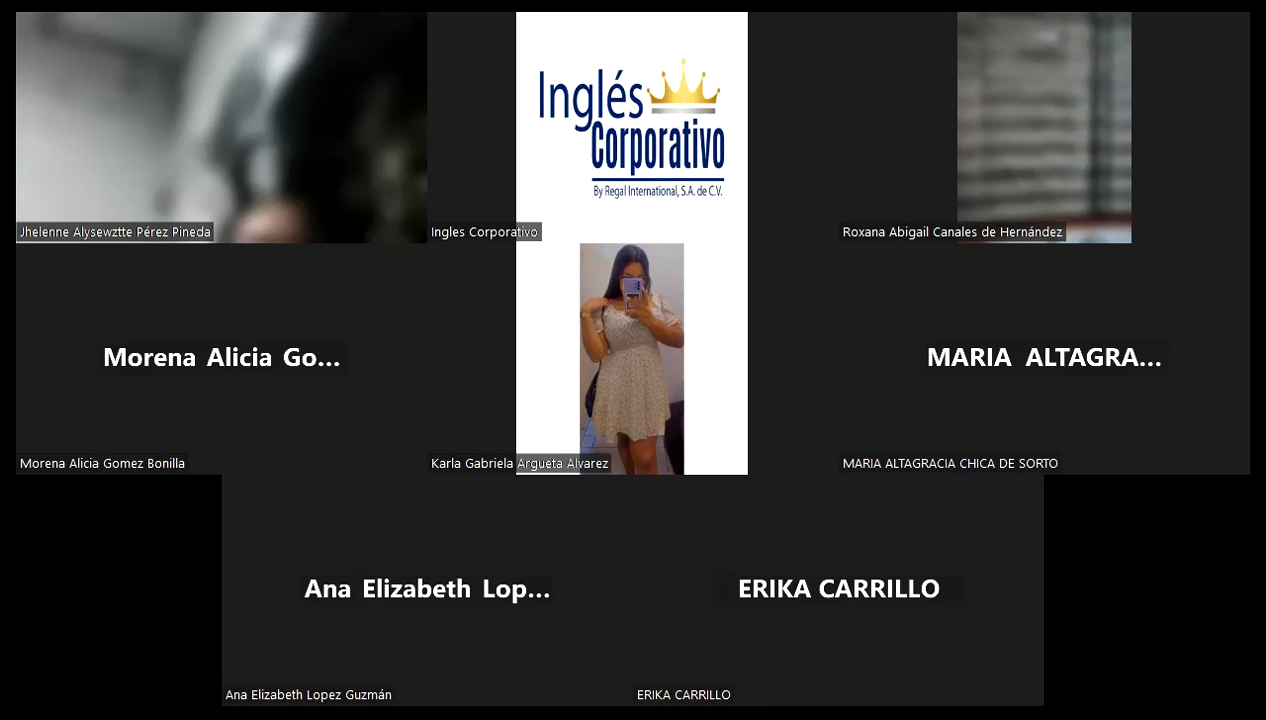 Inglés
Corporativo
By Regal International, S.A. de C.V.
Jhelenne Alysewztte Pérez Pineda
Ingles Corporativo
Roxana Abigail Canales de Hernández
Morena Alicia Go...
MARIA ALTAGRA...
Morena Alicia Gomez Bonilla
Karla Gabriela Argueta Alvarez
MARIA ALTAGRACIA CHICA DE SORTO
Ana Elizabeth Lop...
ERIKA CARRILLO
Ana Elizabeth Lopez Guzmán
ERIKA CARRILLO